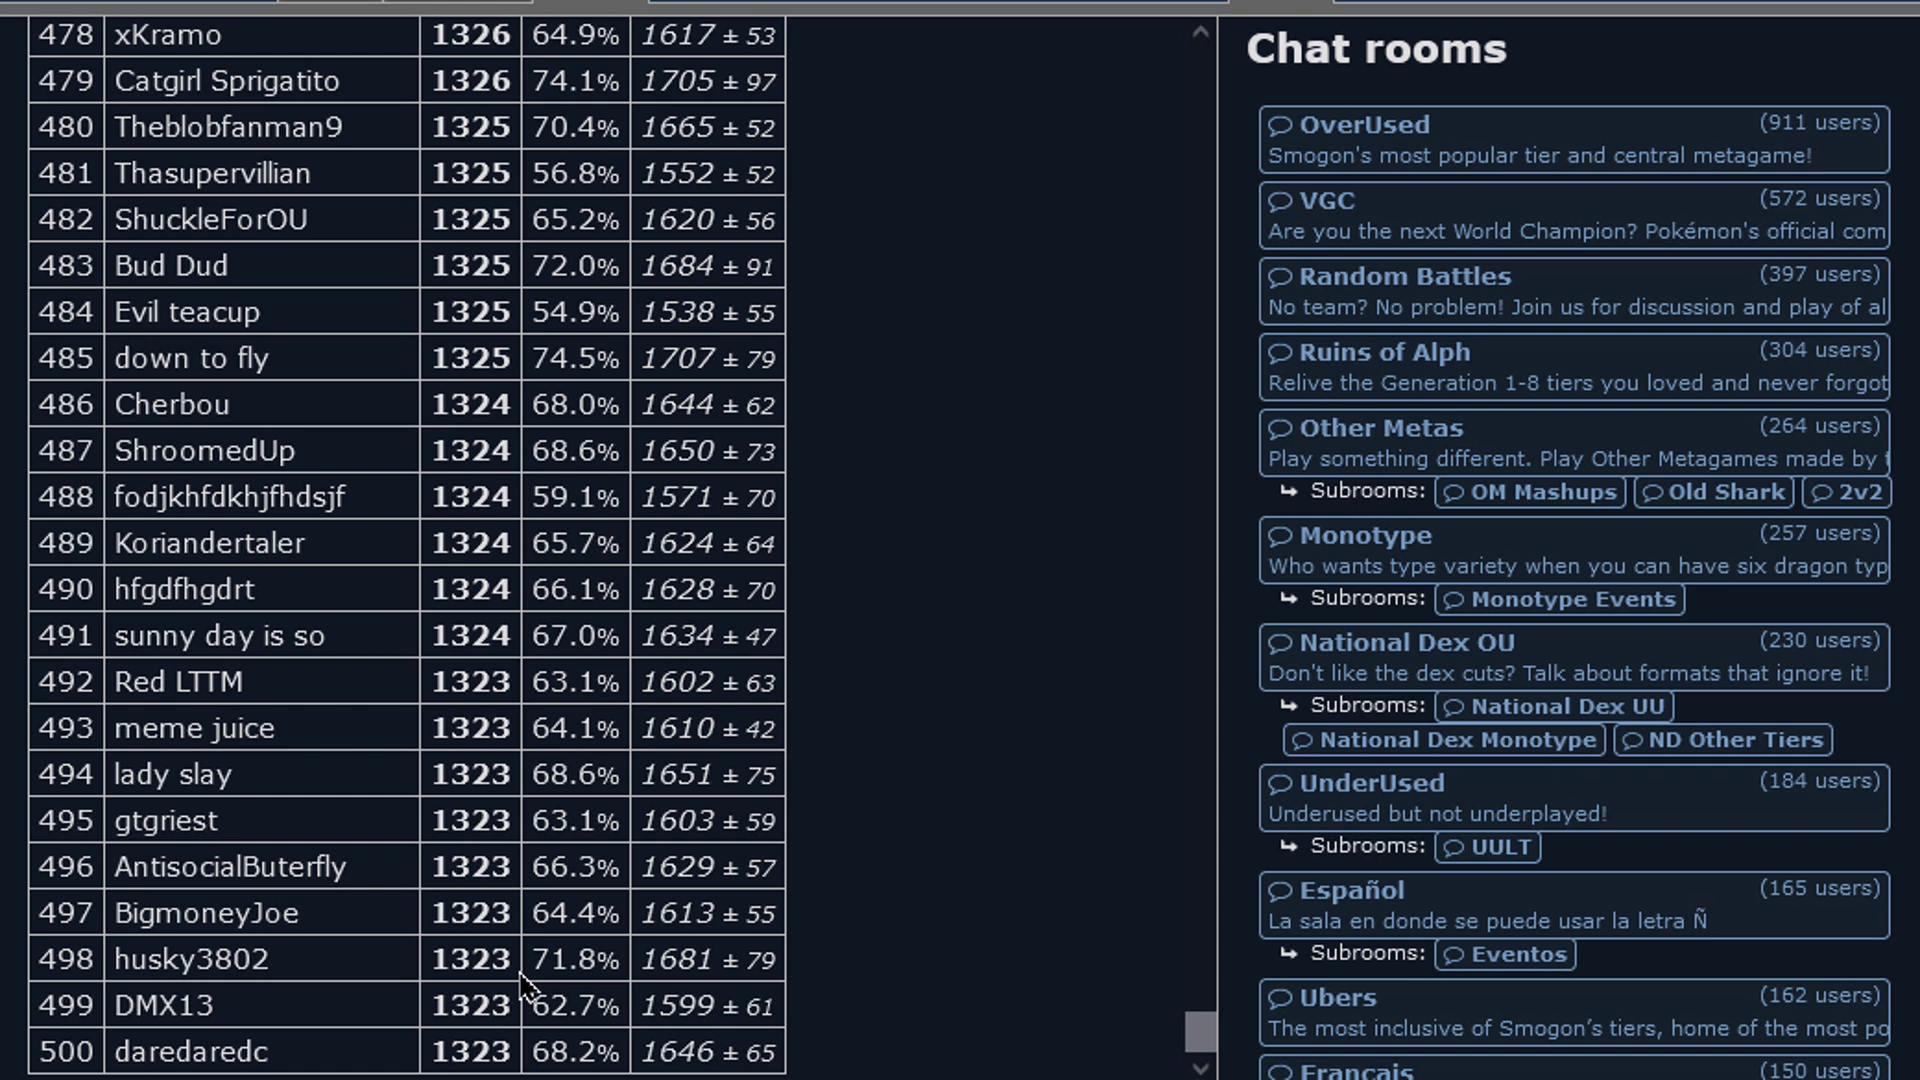 478 xKramo 1326 64.9% 1617 ± 53
479 Catgirl Sprigatito 1326 74.1% 1705 ± 97
480 Theblobfanman9 1325 70.4% 1665 ± 52
481 Thasupervillian 1325 56.8% 1552 ± 52
482 ShuckleForOU 1325 65.2% 1620 ± 56
483 Bud Dud 1325 72.0% 1684 ± 91
484 Evil teacup 1325 54.9% 1538 ± 55
485 down to fly 1325 74.5% 1707 ± 79
486 Cherbou 1324 68.0% 1644 ± 62
487 ShroomedUp 1324 68.6% 1650 ± 73
488 fodjkhfdkhjfhdsjf 1324 59.1% 1571 ± 70
489 Koriandertaler 1324 65.7% 1624 ± 64
490 hfgdfhgdrt 1324 66.1% 1628 ± 70
491 sunny day is so 1324 67.0% 1634 ± 47
492 Red LTTM 1323 63.1% 1602 ± 63
493 meme juice 1323 64.1% 1610 ± 42
494 lady slay 1323 68.6% 1651 ± 75
495 gtgriest 1323 63.1% 1603 ± 59
496 AntisocialButerfly 1323 66.3% 1629 ± 57
497 BigmoneyJoe 1323 64.4% 1613 ± 55
498 husky3802 1323 71.8% 1681 ± 79
499 DMX13 1323 62.7% 1599 ± 61
500 daredaredc 1323 68.2% 1646 ± 65
Chat rooms
OverUsed (911 users)
Smogon's most popular tier and central metagame!
VGC (572 users)
Are you the next World Champion? Pokémon's official com
Random Battles (397 users)
No team? No problem! Join us for discussion and play of al
Ruins of Alph (304 users)
Relive the Generation 1-8 tiers you loved and never forgot
Other Metas (264 users)
Play something different. Play Other Metagames made by t
↳ Subrooms: OM Mashups Old Shark 2v2
Monotype (257 users)
Who wants type variety when you can have six dragon typ
↳ Subrooms: Monotype Events
National Dex OU (230 users)
Don't like the dex cuts? Talk about formats that ignore it!
↳ Subrooms: National Dex UU
National Dex Monotype ND Other Tiers
UnderUsed (184 users)
Underused but not underplayed!
↳ Subrooms: UULT
Español (165 users)
La sala en donde se puede usar la letra Ñ
↳ Subrooms: Eventos
Ubers (162 users)
The most inclusive of Smogon’s tiers, home of the most po
Français (150 users)